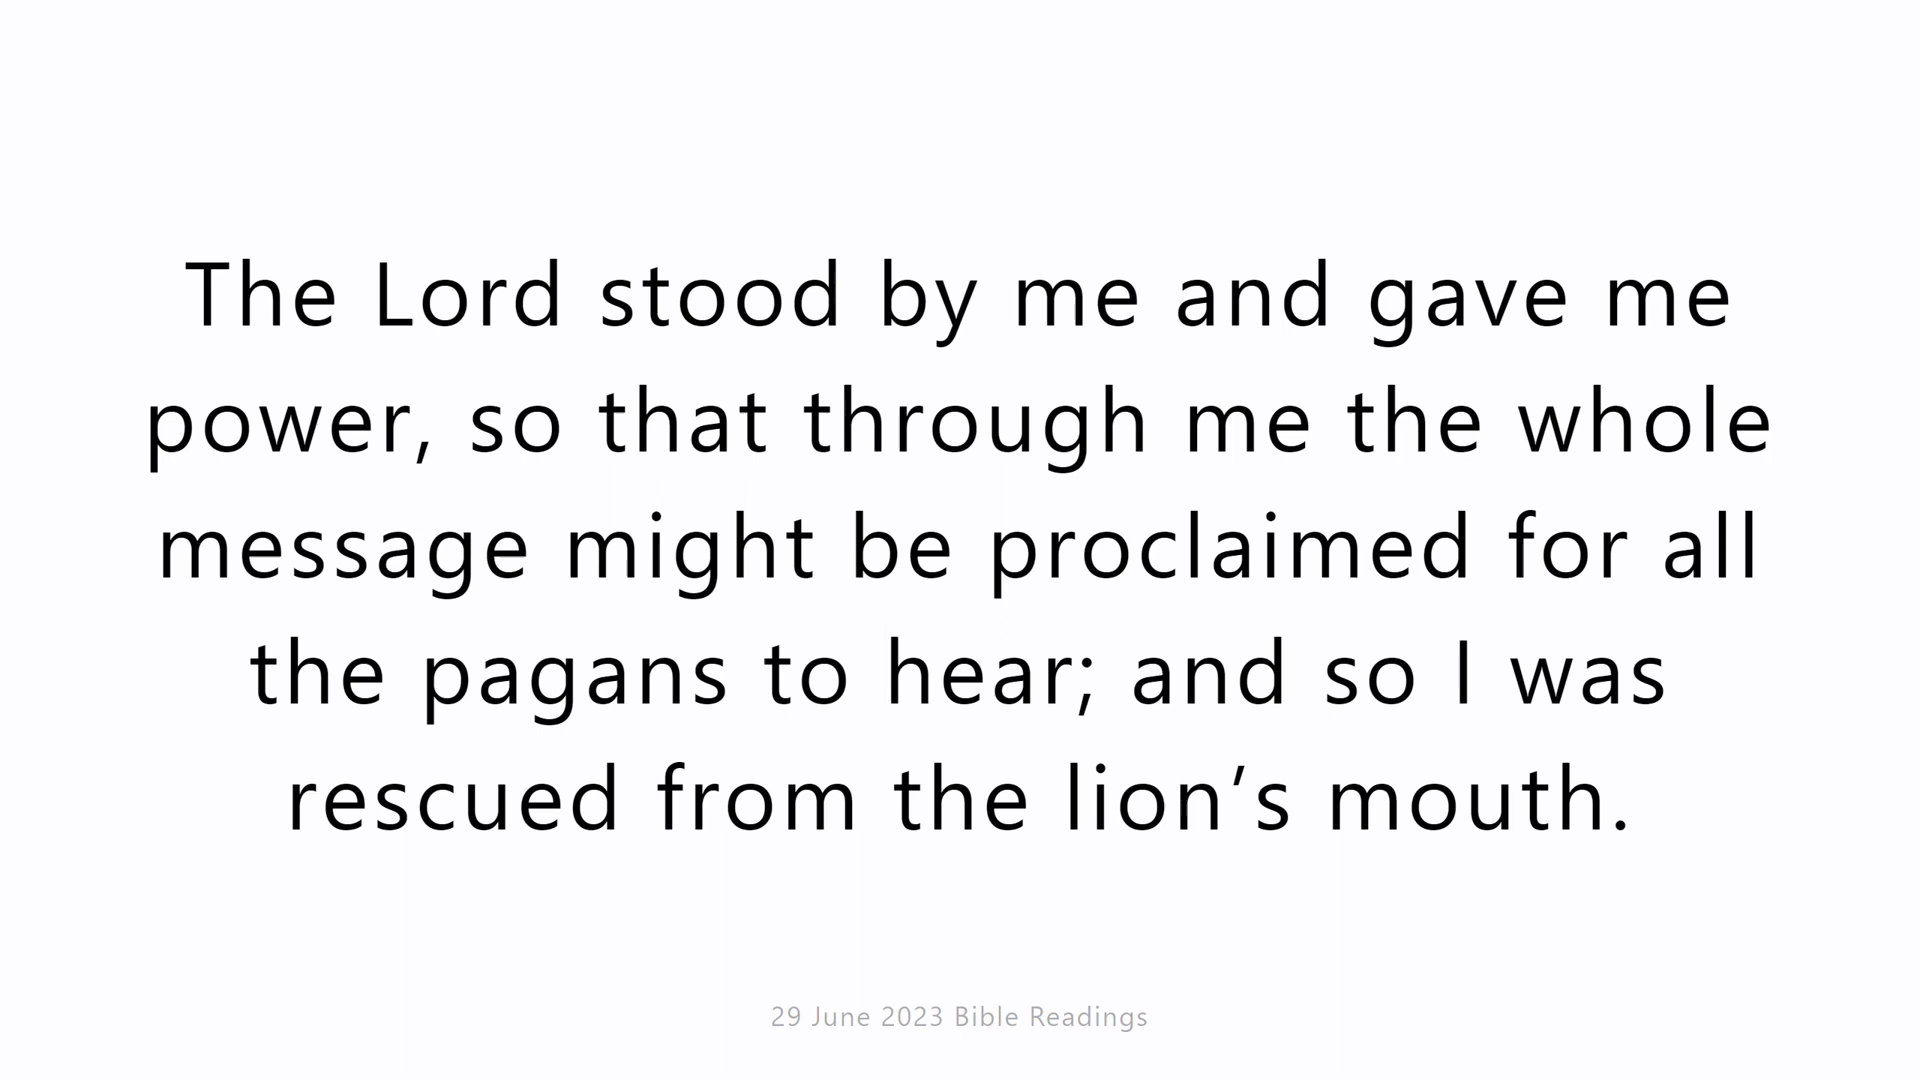 The Lord stood by me and gave me
power, so that through me the whole
message might be proclaimed for all
the pagans to hear; and so I was
rescued from the lion’s mouth.
29 June 2023 Bible Readings